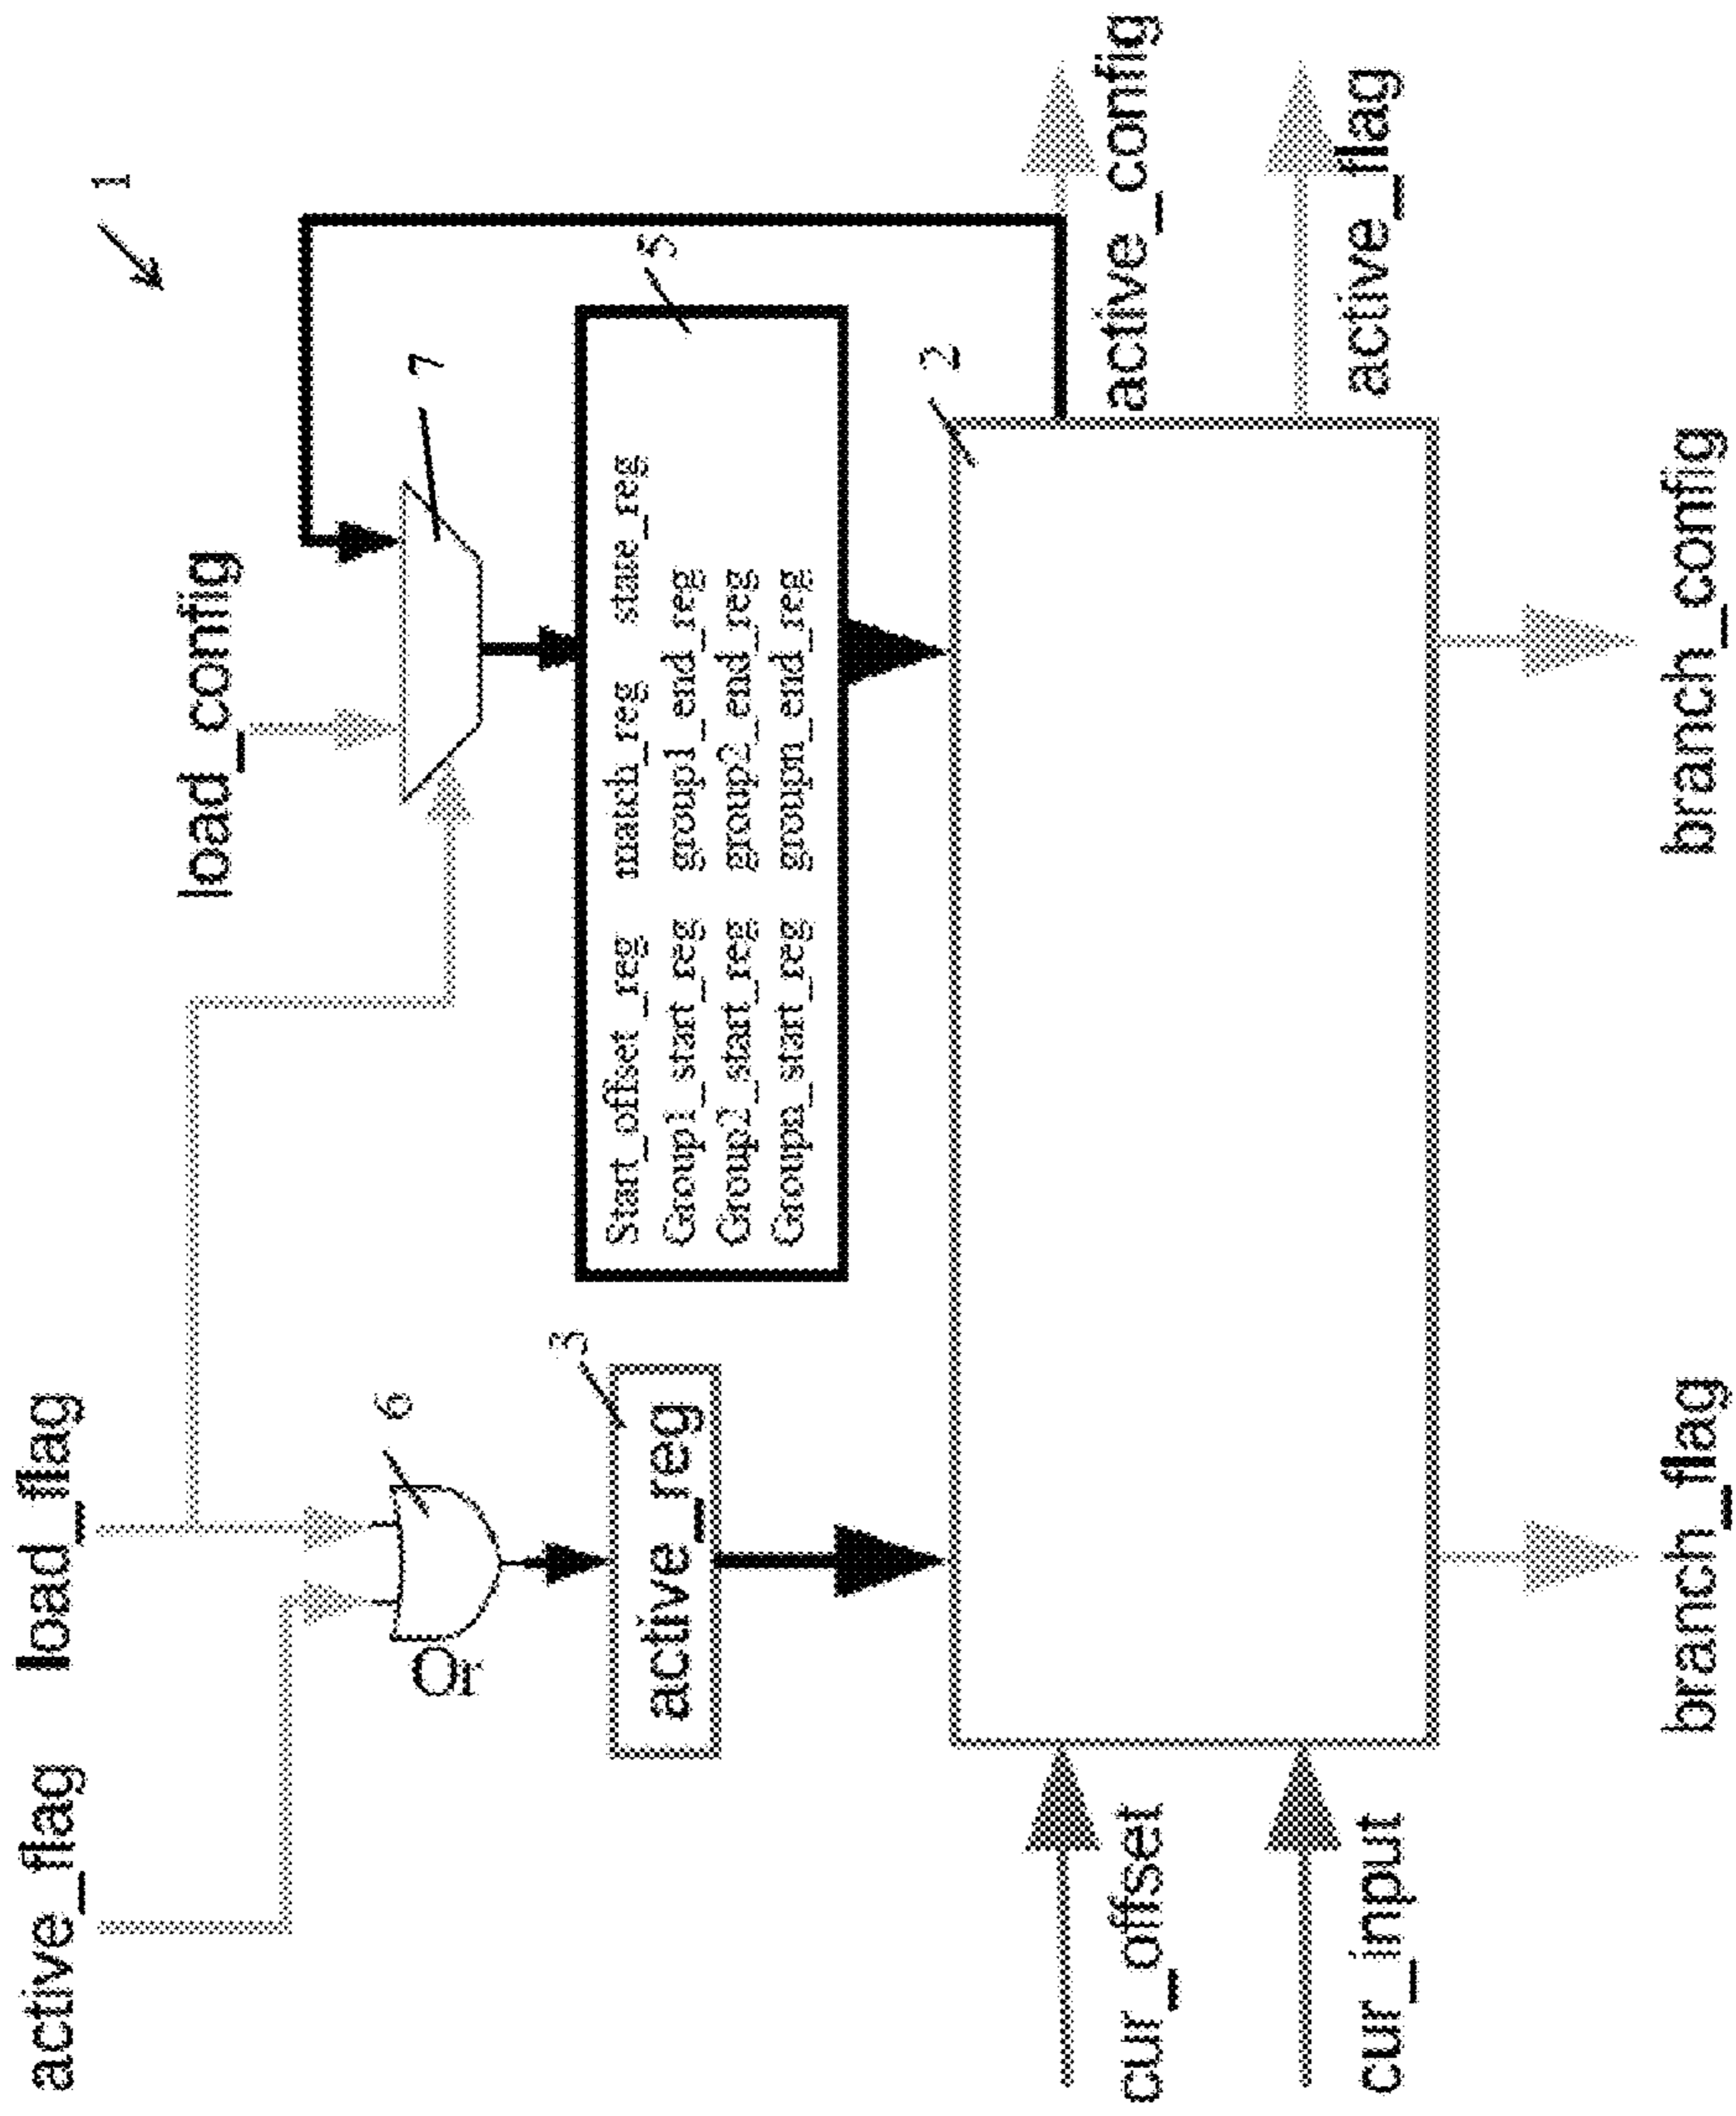 1
active_flag load_flag
load_config
6
7
Or
3
5
active_reg
Start_offset_reg match_reg state_reg
Group1_start_reg group1_end_reg
Group2_start_reg group2_end_reg
Groupn_start_reg groupn_end_reg
2
cur_offset
active_config
cur_input
active_flag
branch_flag
branch_config